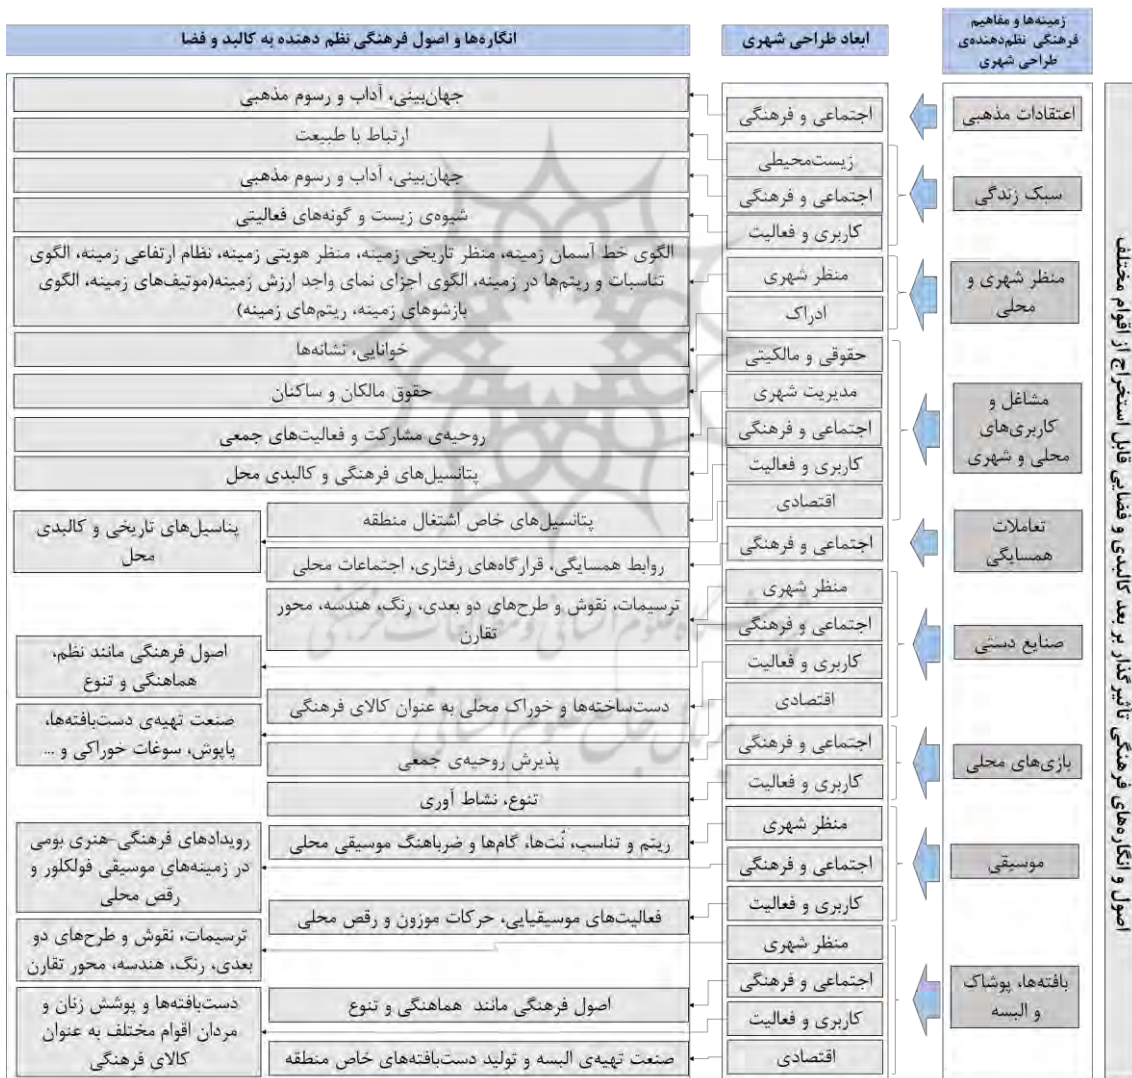 زمینه‌ها و مفاهیم
فرهنگی نظم‌دهنده‌ی
طراحی شهری
ابعاد طراحی شهری
انگاره‌ها و اصول فرهنگی نظم دهنده به کالبد و فضا
اصول و انگاره‌های فرهنگی تاثیرگذار بر بعد کالبدی و فضایی قابل استخراج از اقوام مختلف
اعتقادات مذهبی
سبک زندگی
منظر شهری و
محلی
مشاغل و
کاربری‌های
محلی و شهری
تعاملات
همسایگی
صنایع دستی
بازی‌های محلی
موسیقی
بافته‌ها، پوشاک
و البسه
اجتماعی و فرهنگی
زیست‌محیطی
اجتماعی و فرهنگی
کاربری و فعالیت
منظر شهری
ادراک
حقوقی و مالکیتی
مدیریت شهری
اجتماعی و فرهنگی
کاربری و فعالیت
اقتصادی
اجتماعی و فرهنگی
منظر شهری
اجتماعی و فرهنگی
کاربری و فعالیت
اقتصادی
اجتماعی و فرهنگی
کاربری و فعالیت
منظر شهری
اجتماعی و فرهنگی
کاربری و فعالیت
منظر شهری
اجتماعی و فرهنگی
کاربری و فعالیت
اقتصادی
جهان‌بینی، آداب و رسوم مذهبی
ارتباط با طبیعت
جهان‌بینی، آداب و رسوم مذهبی
شیوه‌ی زیست و گونه‌های فعالیتی
الگوی خط آسمان زمینه، منظر تاریخی زمینه، منظر هویتی زمینه، نظام ارتفاعی زمینه، الگوی
تناسبات و ریتم‌ها در زمینه، الگوی اجزای نمای واجد ارزش زمینه(موتیف‌های زمینه، الگوی
بازشوهای زمینه، ریتم‌های زمینه)
خوانایی، نشانه‌ها
حقوق مالکان و ساکنان
روحیه‌ی مشارکت و فعالیت‌های جمعی
پتانسیل‌های فرهنگی و کالبدی محل
پتانسیل‌های خاص اشتغال منطقه
پناسیل‌های تاریخی و کالبدی
محل
روابط همسایگی، قرارگاه‌های رفتاری، اجتماعات محلی
ترسیمات، نقوش و طرح‌های دو بعدی، رنگ، هندسه، محور
تقارن
اصول فرهنگی مانند نظم،
هماهنگی و تنوع
دست‌ساخته‌ها و خوراک محلی به عنوان کالای فرهنگی
صنعت تهیه‌ی دست‌بافته‌ها،
پاپوش، سوغات خوراکی و ...
پذیرش روحیه‌ی جمعی
تنوع، نشاط آوری
ریتم و تناسب، نُت‌ها، گام‌ها و ضرباهنگ موسیقی محلی
رویدادهای فرهنگی-هنری بومی
در زمینه‌های موسیقی فولکلور و
رقص محلی
فعالیت‌های موسیقیایی، حرکات موزون و رقص محلی
ترسیمات، نقوش و طرح‌های دو
بعدی، رنگ، هندسه، محور تقارن
اصول فرهنگی مانند هماهنگی و تنوع
دست‌بافته‌ها و پوشش زنان و
مردان اقوام مختلف به عنوان
کالای فرهنگی
صنعت تهیه‌ی البسه و تولید دست‌بافته‌های خاص منطقه